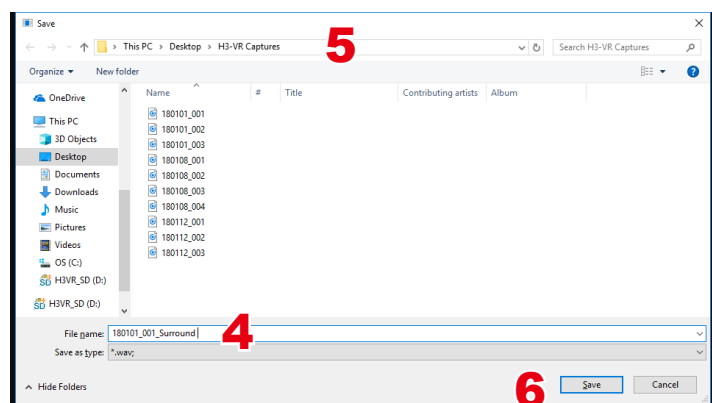 Save
This PC > Desktop > H3-VR Captures
5
Search H3-VR Captures
Organize
New folder
Name # Title Contributing artists Album
OneDrive
This PC
3D Objects
Desktop
Documents
Downloads
Music
Pictures
Videos
OS (C:)
H3VR_SD (D:)
H3VR_SD (D:)
180101_001
180101_002
180101_003
180108_001
180108_002
180108_003
180108_004
180112_001
180112_002
180112_003
File name: 180101_001_Surround
4
Save as type: *.wav;
Hide Folders
6
Save
Cancel